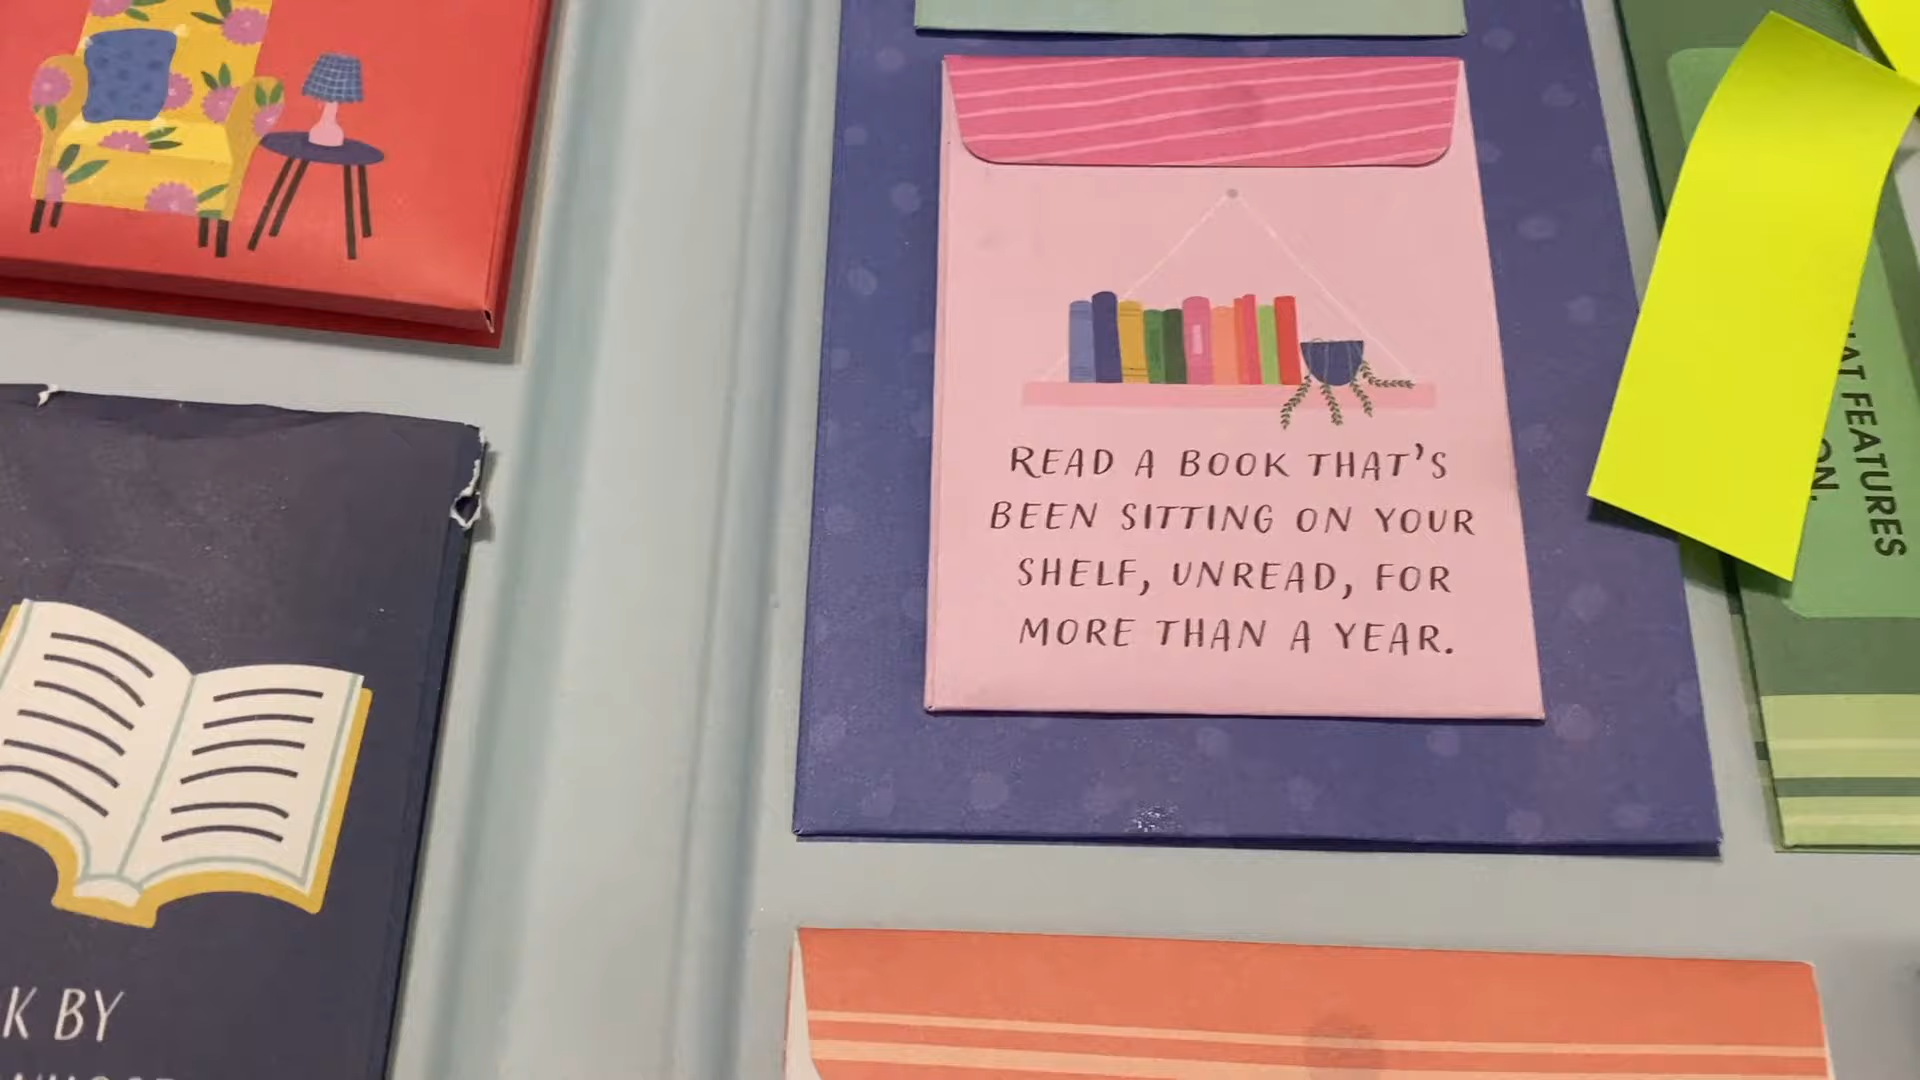 READ A BOOK THAT'S
BEEN SITTING ON YOUR
SHELF, UNREAD, FOR
MORE THAN A YEAR.
FEATURES
K BY